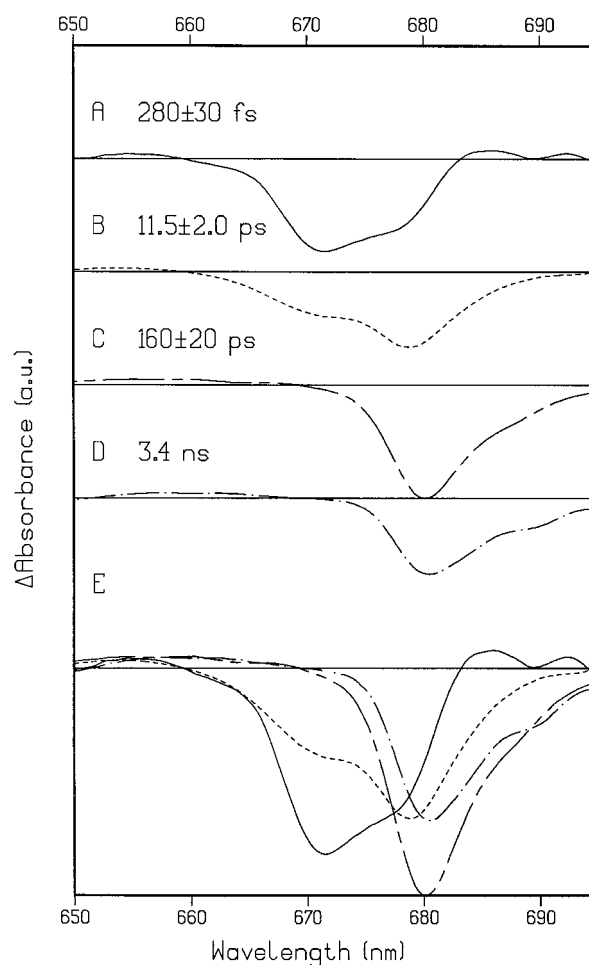 650 660 670 680 690
A 280±30 fs
B 11.5±2.0 ps
C 160±20 ps
D 3.4 ns
E
ΔAbsorbance (a.u.)
650 660 670 680 690
Wavelength (nm)